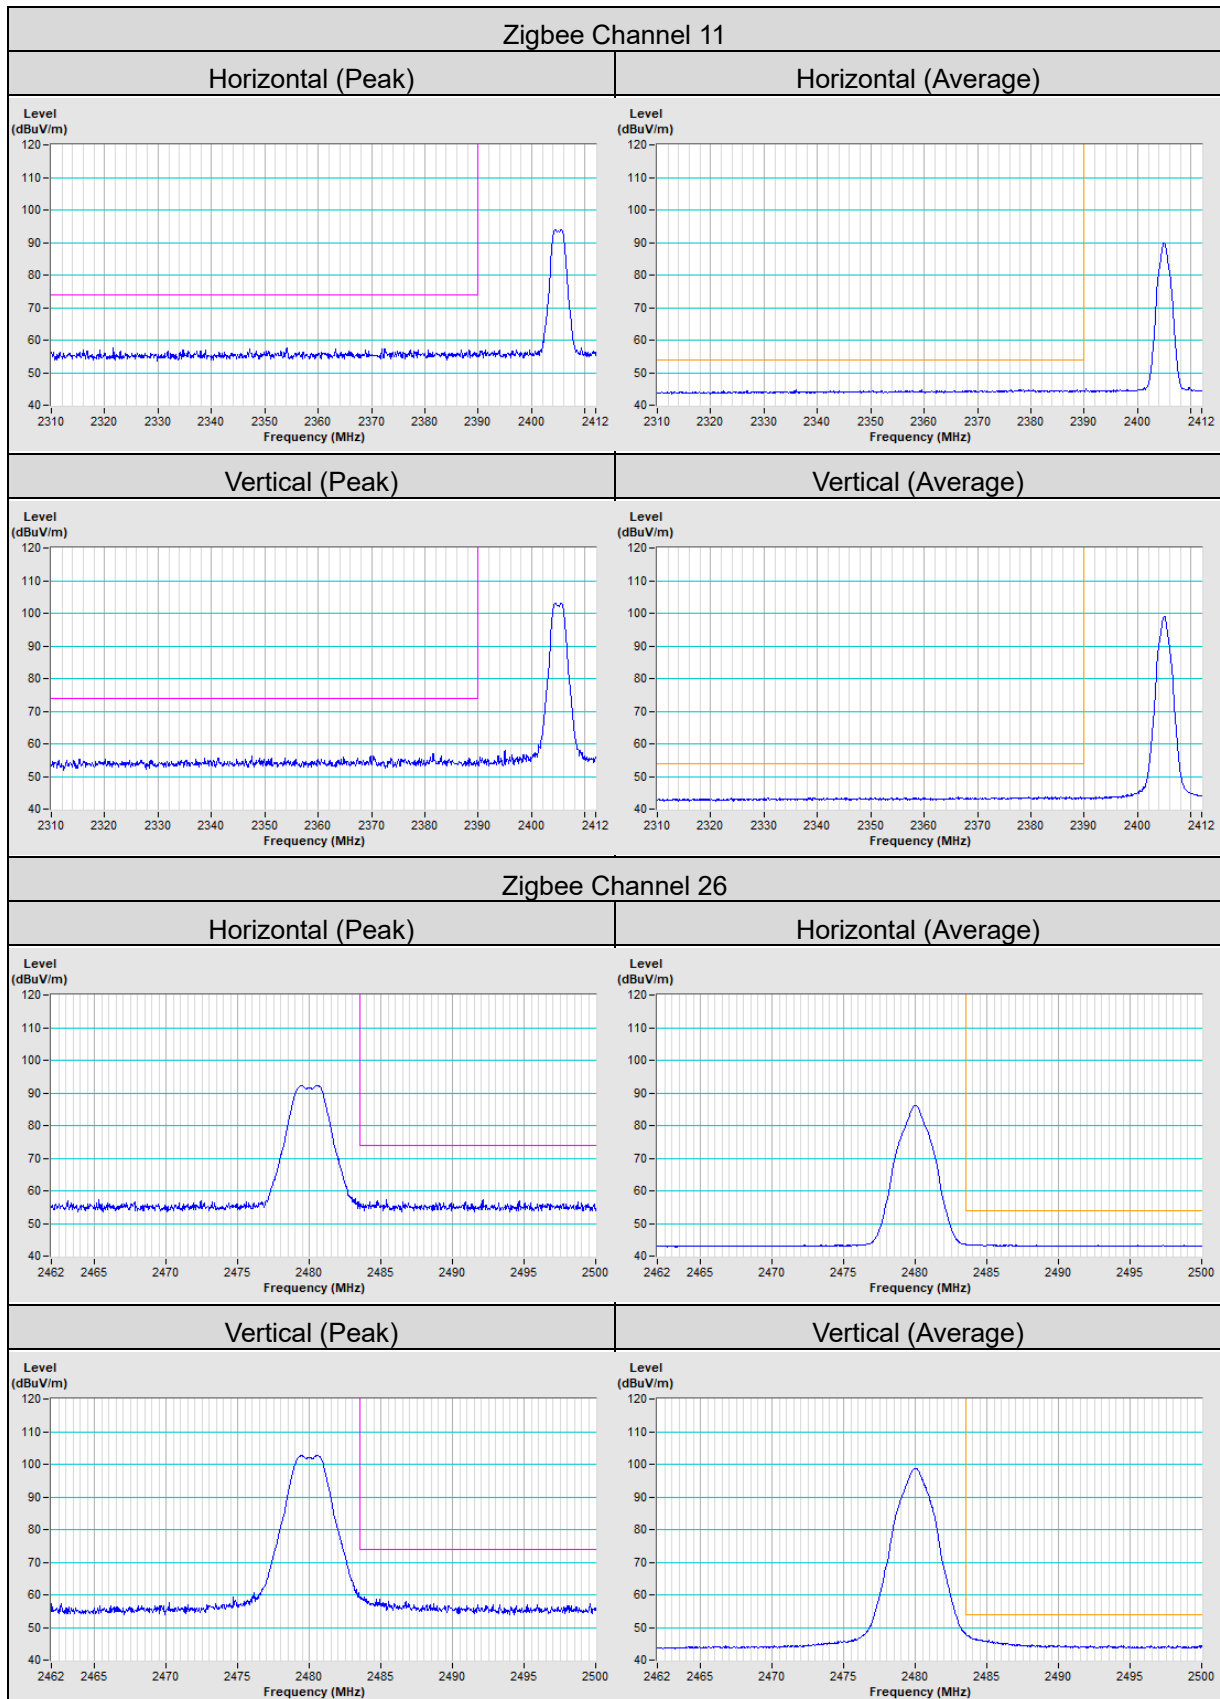 Zigbee Channel 11
Horizontal (Peak) Horizontal (Average)
Level
(dBuV/m)
120
110
100
90
80
70
60
50
40
2310 2320 2330 2340 2350 2360 2370 2380 2390 2400 2412
Frequency (MHz)
Level
(dBuV/m)
120
110
100
90
80
70
60
50
40
2310 2320 2330 2340 2350 2360 2370 2380 2390 2400 2412
Frequency (MHz)
Vertical (Peak) Vertical (Average)
Level
(dBuV/m)
120
110
100
90
80
70
60
50
40
2310 2320 2330 2340 2350 2360 2370 2380 2390 2400 2412
Frequency (MHz)
Level
(dBuV/m)
120
110
100
90
80
70
60
50
40
2310 2320 2330 2340 2350 2360 2370 2380 2390 2400 2412
Frequency (MHz)
Zigbee Channel 26
Horizontal (Peak) Horizontal (Average)
Level
(dBuV/m)
120
110
100
90
80
70
60
50
40
2462 2465 2470 2475 2480 2485 2490 2495 2500
Frequency (MHz)
Level
(dBuV/m)
120
110
100
90
80
70
60
50
40
2462 2465 2470 2475 2480 2485 2490 2495 2500
Frequency (MHz)
Vertical (Peak) Vertical (Average)
Level
(dBuV/m)
120
110
100
90
80
70
60
50
40
2462 2465 2470 2475 2480 2485 2490 2495 2500
Frequency (MHz)
Level
(dBuV/m)
120
110
100
90
80
70
60
50
40
2462 2465 2470 2475 2480 2485 2490 2495 2500
Frequency (MHz)